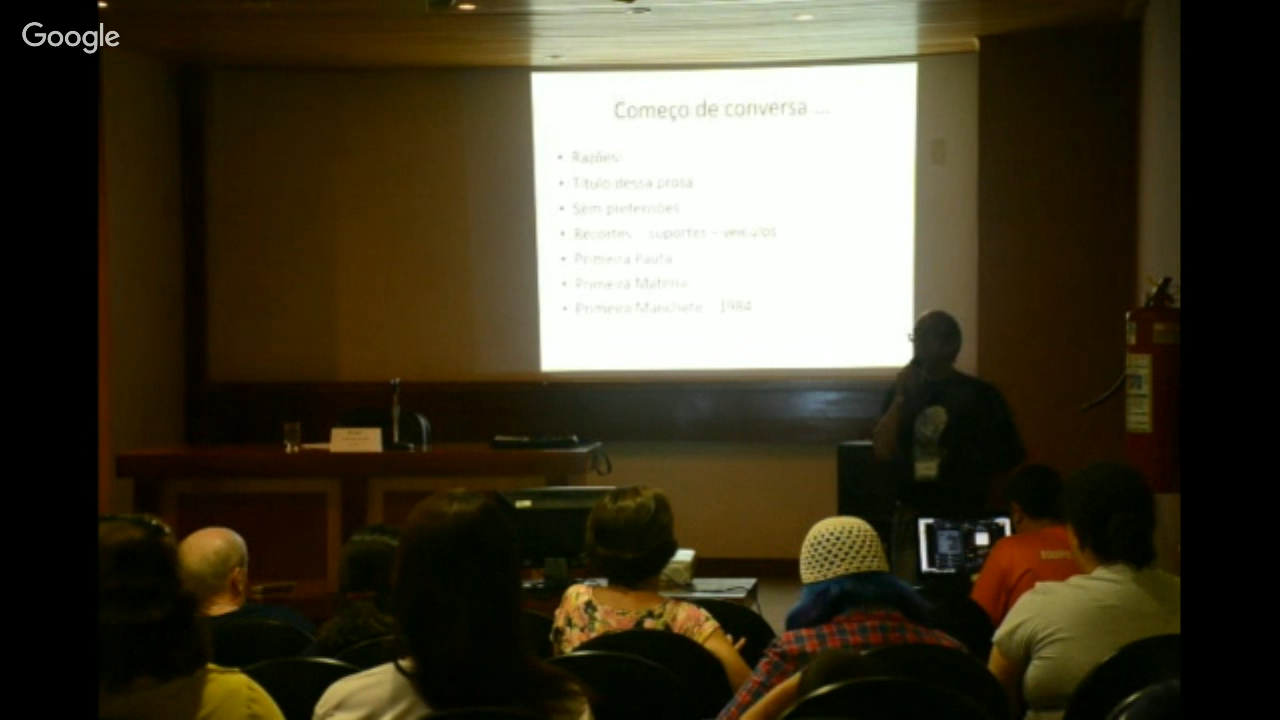 Google
Começo de conversa ...
• Razões:
• Título dessa prosa
• Sem pretensões
• Recortes – suportes – veículos
• Primeira Pauta
• Primeira Matéria
• Primeira Manchete – 1984
EQUIPE